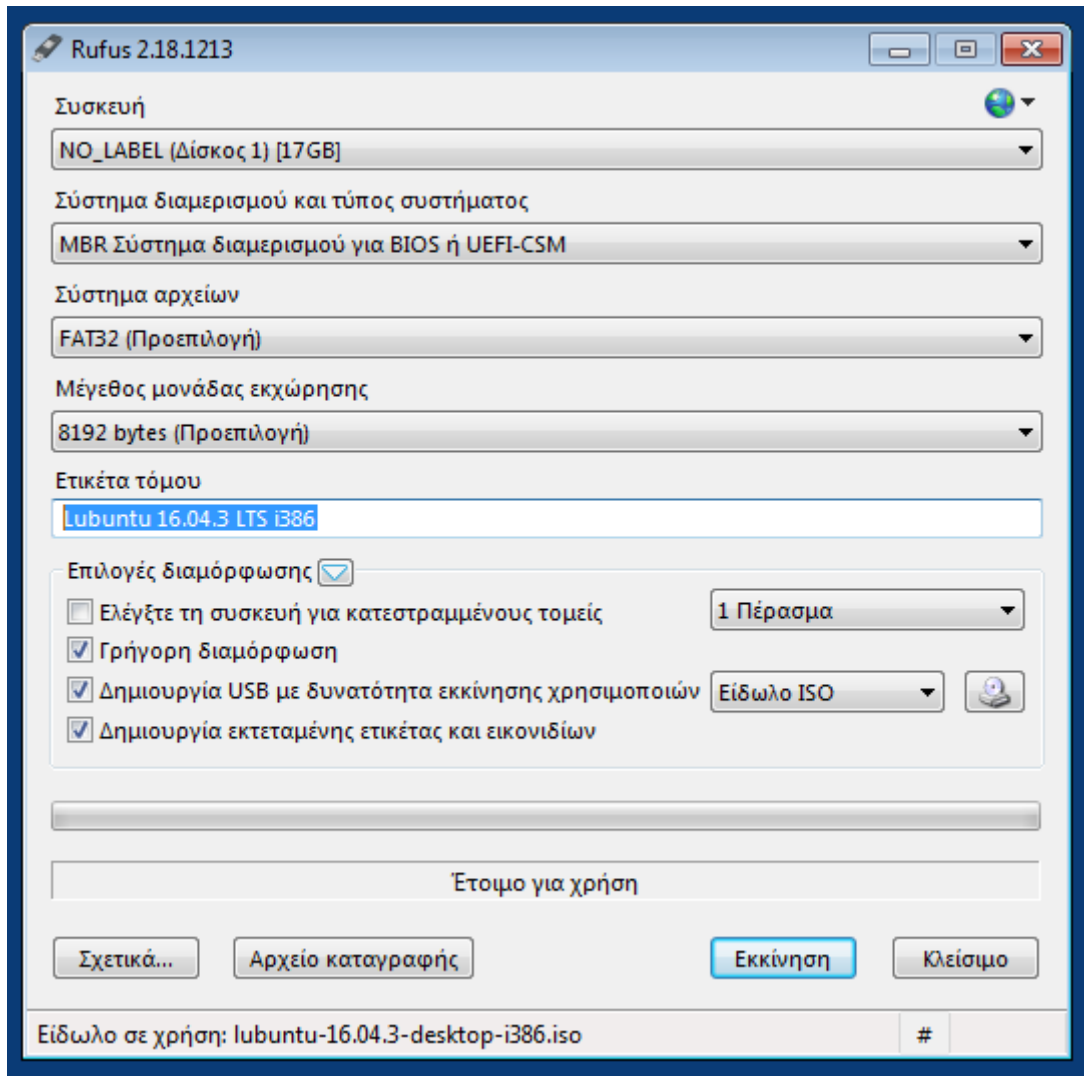 Rufus 2.18.1213
Συσκευή
NO_LABEL (Δίσκος 1) [17GB]
Σύστημα διαμερισμού και τύπος συστήματος
MBR Σύστημα διαμερισμού για BIOS ή UEFI-CSM
Σύστημα αρχείων
FAT32 (Προεπιλογή)
Μέγεθος μονάδας εκχώρησης
8192 bytes (Προεπιλογή)
Ετικέτα τόμου
Lubuntu 16.04.3 LTS i386
Επιλογές διαμόρφωσης
Ελέγξτε τη συσκευή για κατεστραμμένους τομείς 1 Πέρασμα
Γρήγορη διαμόρφωση
Δημιουργία USB με δυνατότητα εκκίνησης χρησιμοποιών Είδωλο ISO
Δημιουργία εκτεταμένης ετικέτας και εικονιδίων
Έτοιμο για χρήση
Σχετικά... Αρχείο καταγραφής Εκκίνηση Κλείσιμο
Είδωλο σε χρήση: lubuntu-16.04.3-desktop-i386.iso #